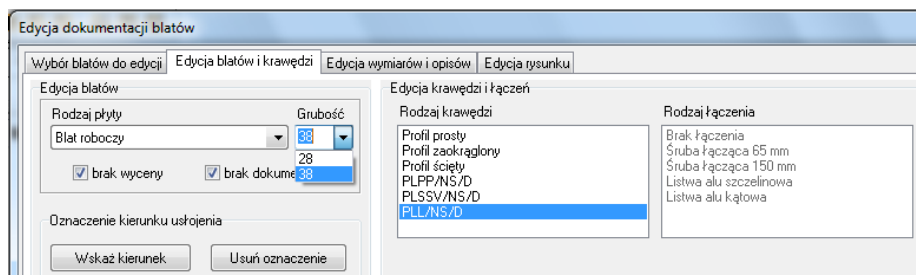 Edycja dokumentacji blatów
Wybór blatów do edycji Edycja blatów i krawędzi Edycja wymiarów i opisów Edycja rysunku
Edycja blatów
Rodzaj płyty Grubość
Blat roboczy 38
28
38
brak wyceny brak dokume
Oznaczenie kierunku usłojenia
Wskaż kierunek Usuń oznaczenie
Edycja krawędzi i łączeń
Rodzaj krawędzi
Profil prosty
Profil zaokrąglony
Profil ścięty
PLPP/NS/D
PLSSV/NS/D
PLL/NS/D
Rodzaj łączenia
Brak łączenia
Śruba łącząca 65 mm
Śruba łącząca 150 mm
Listwa alu szczelinowa
Listwa alu kątowa